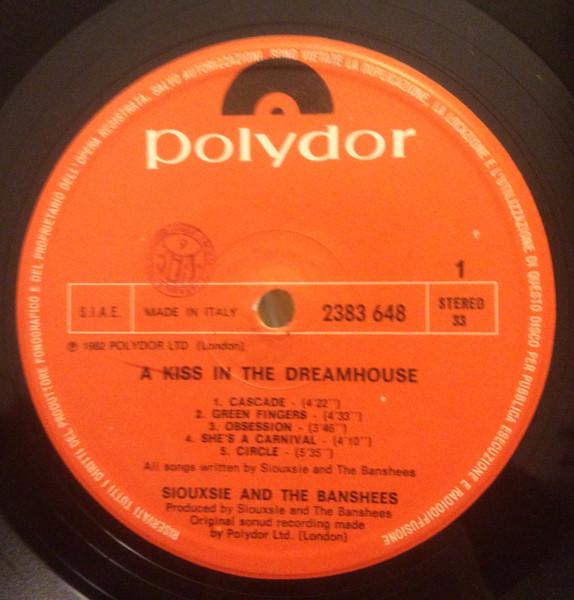 RISERVATI TUTTI I DIRITTI DEL PRODUTTORE FONOGRAFICO E DEL PROPRIETARIO DELL'OPERA REGISTRATA, SALVO AUTORIZZAZIONI, SONO VIETATE LA DUPLICAZIONE, LA LOCAZIONE E L'UTILIZZAZIONE DI QUESTO DISCO PER PUBBLICA ESECUZIONE E RADIODIFFUSIONE
polydor
1
S.I.A.E. MADE IN ITALY 2383 648 STEREO
33
℗ 1982 POLYDOR LTD (London)
A KISS IN THE DREAMHOUSE
1. CASCADE - (4'22'')
2. GREEN FINGERS - (4'33'')
3. OBSESSION - (3'46'')
4. SHE'S A CARNIVAL - (4'10'')
5. CIRCLE - (5'35'')
All songs written by Siouxsie and The Banshees
SIOUXSIE AND THE BANSHEES
Produced by Siouxsie and The Banshees
Original sonud recording made
by Polydor Ltd. (London)